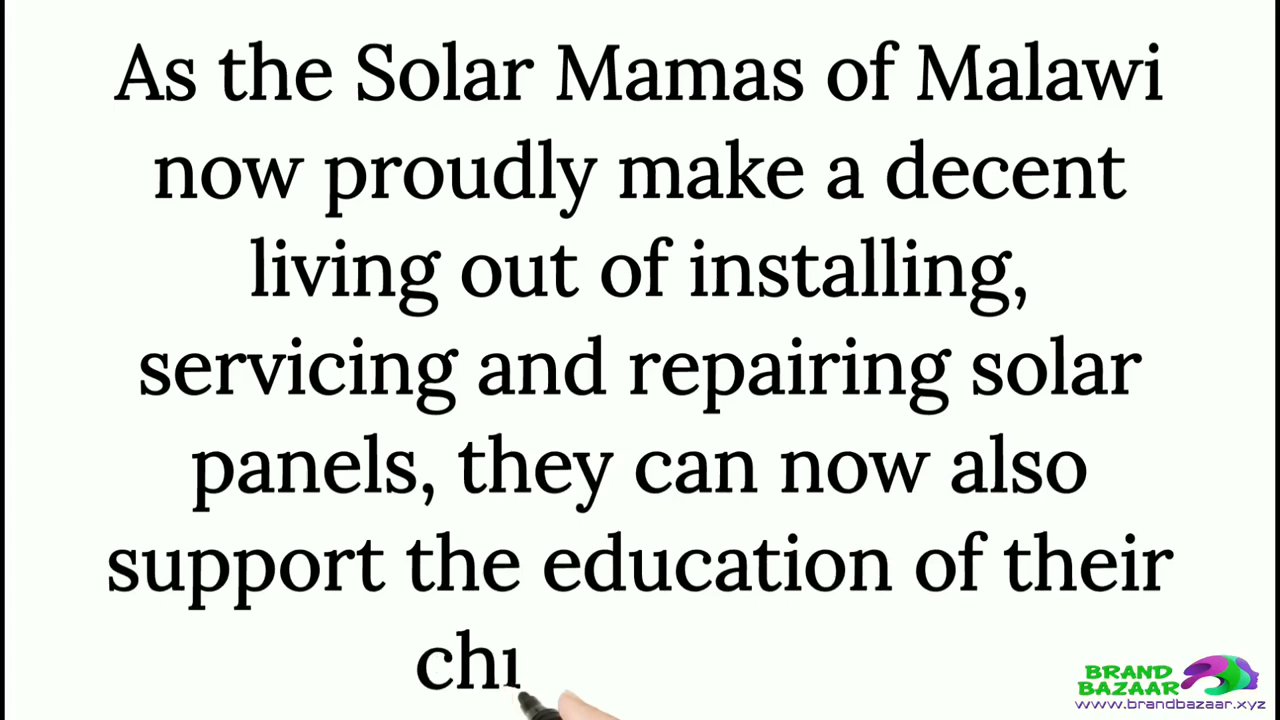 As the Solar Mamas of Malawi
now proudly make a decent
living out of installing,
servicing and repairing solar
panels, they can now also
support the education of their
BRAND
BAZAAR
www.brandbazaar.xyz